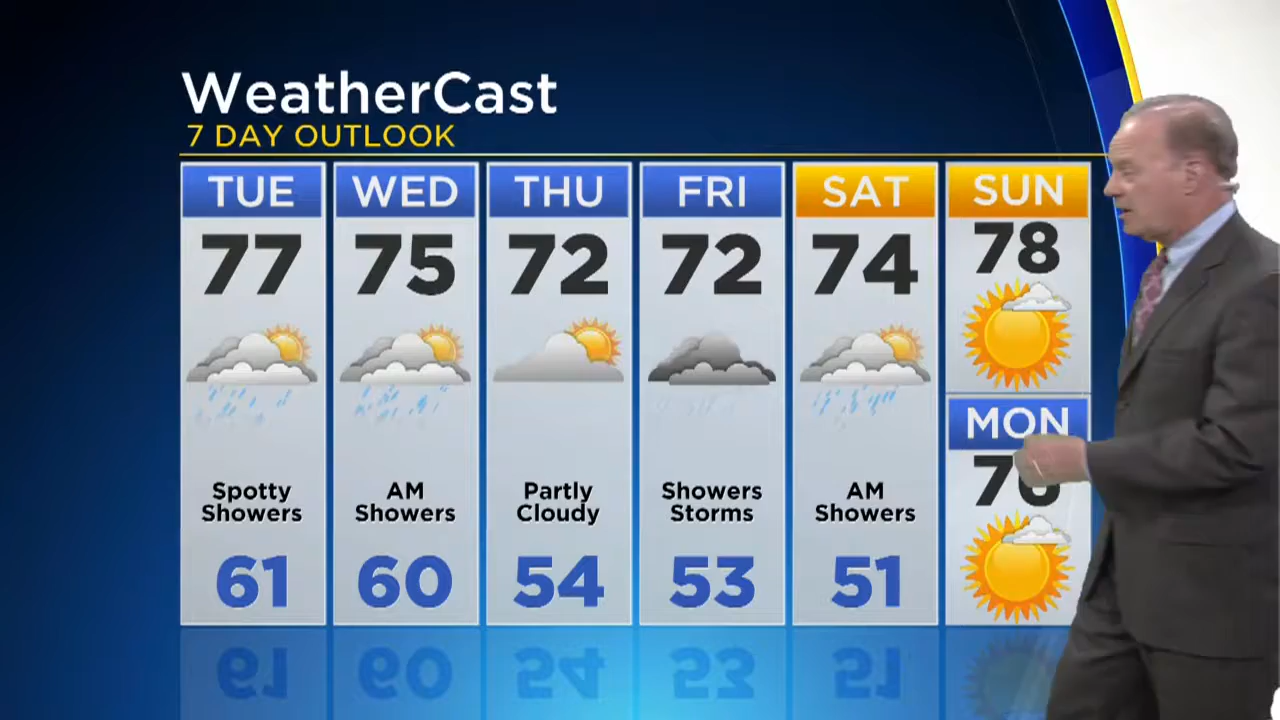 WeatherCast
7 DAY OUTLOOK
TUE WED THU FRI SAT SUN
77 75 72 72 74 78
MON
Spotty Showers
AM Showers
Partly Cloudy
Showers Storms
AM Showers
61 60 54 53 51